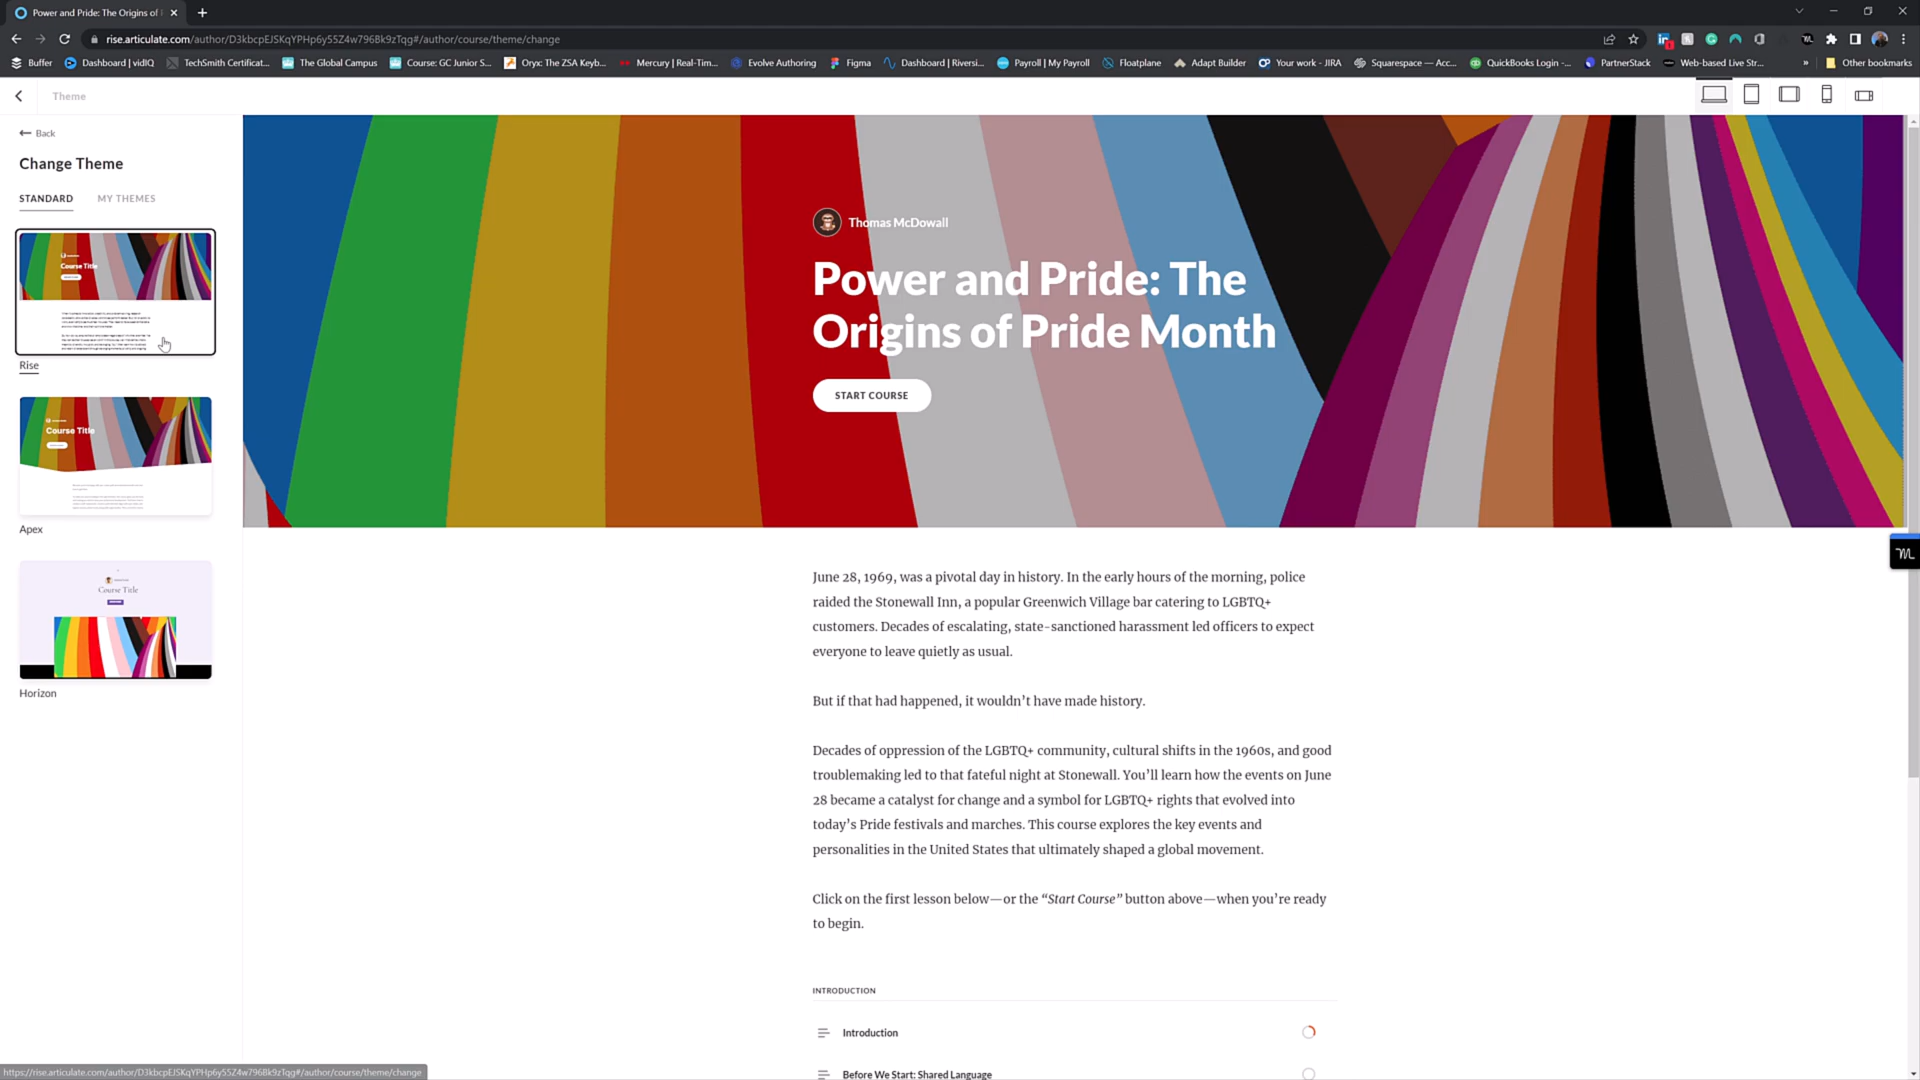 Power and Pride: The Origins of
rise.articulate.com/author/D3kbcpEJSKqYPHp6y55Z4w796Bk9zTqg#/author/course/theme/change
Buffer
Dashboard | vidIQ
TechSmith Certificat...
The Global Campus
Course: GC Junior S...
Oryx: The ZSA Keyb...
Mercury | Real-Tim...
Evolve Authoring
Figma
Dashboard | Riversi...
Payroll | My Payroll
Floatplane
Adapt Builder
Your work - JIRA
Squarespace — Acc...
QuickBooks Login -...
PartnerStack
Web-based Live Str...
»
Other bookmarks
Theme
Back
Change Theme
STANDARD
MY THEMES
Course Title
Rise
Course Title
Apex
Course Title
Horizon
Thomas McDowall
Power and Pride: The
Origins of Pride Month
START COURSE
June 28, 1969, was a pivotal day in history. In the early hours of the morning, police
raided the Stonewall Inn, a popular Greenwich Village bar catering to LGBTQ+
customers. Decades of escalating, state-sanctioned harassment led officers to expect
everyone to leave quietly as usual.
But if that had happened, it wouldn’t have made history.
Decades of oppression of the LGBTQ+ community, cultural shifts in the 1960s, and good
troublemaking led to that fateful night at Stonewall. You’ll learn how the events on June
28 became a catalyst for change and a symbol for LGBTQ+ rights that evolved into
today’s Pride festivals and marches. This course explores the key events and
personalities in the United States that ultimately shaped a global movement.
Click on the first lesson below—or the “Start Course” button above—when you’re ready
to begin.
INTRODUCTION
Introduction
Before We Start: Shared Language
https://rise.articulate.com/author/D3kbcpEJSKqYPHp6y55Z4w796Bk9zTqg#/author/course/theme/change